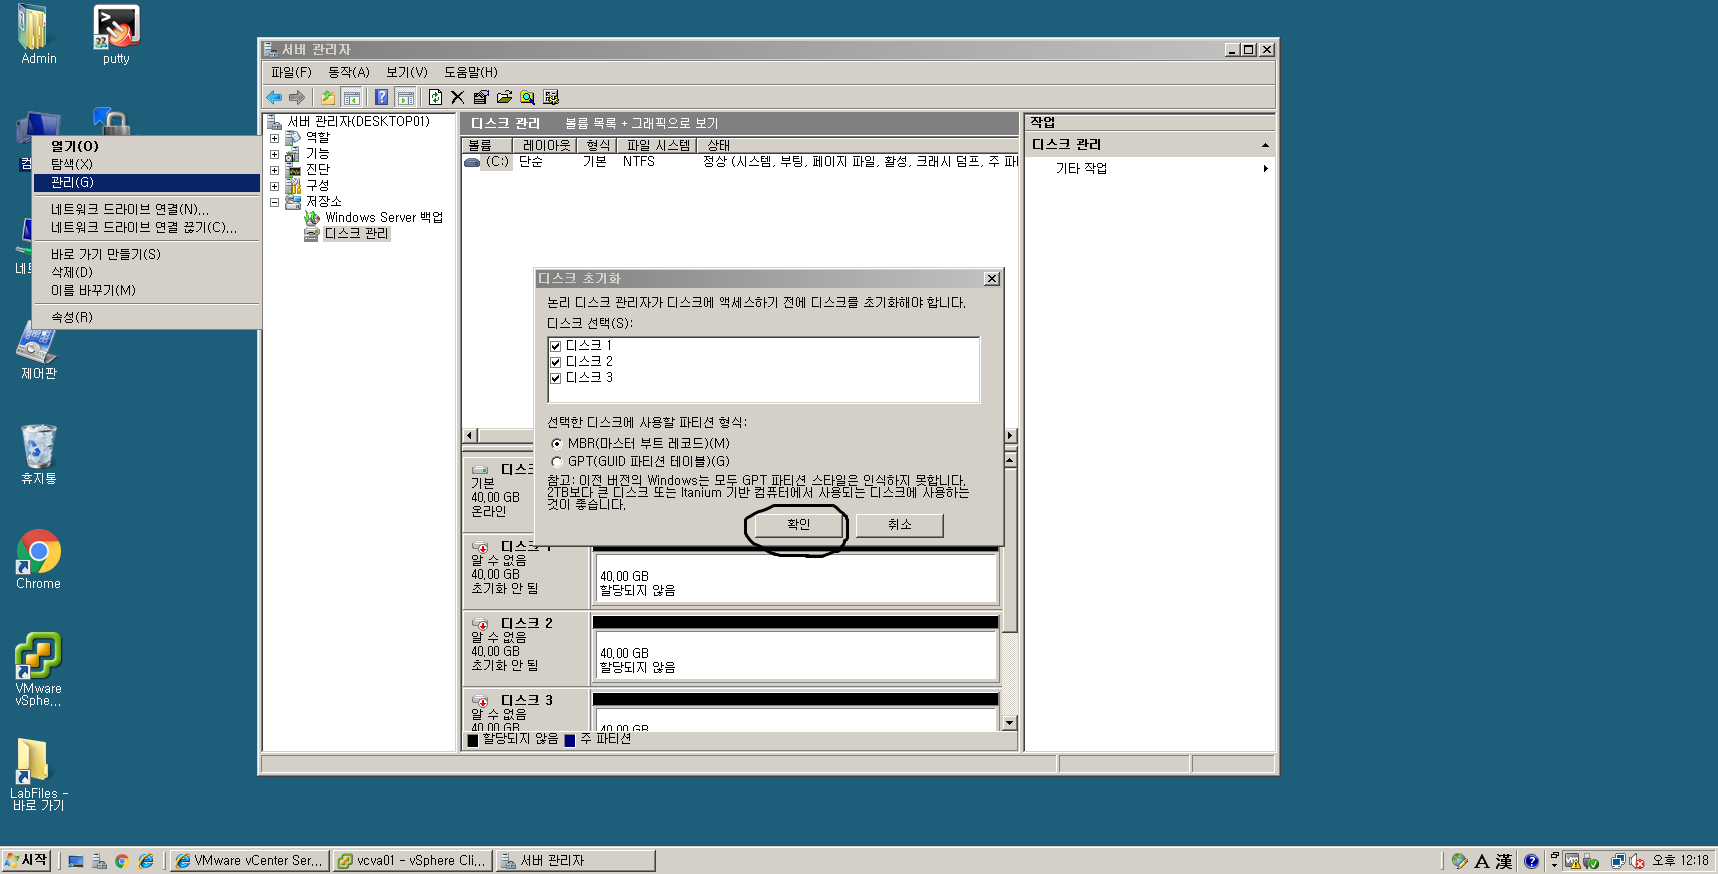 Admin
putty
열기(O)
탐색(X)
관리(G)
네트워크 드라이브 연결(N)...
네트워크 드라이브 연결 끊기(C)...
바로 가기 만들기(S)
삭제(D)
이름 바꾸기(M)
속성(R)
제어판
휴지통
Chrome
VMware
vSphe...
LabFiles -
바로 가기
서버 관리자
파일(F) 동작(A) 보기(V) 도움말(H)
서버 관리자(DESKTOP01)
역할
기능
진단
구성
저장소
Windows Server 백업
디스크 관리
디스크 관리 볼륨 목록 + 그래픽으로 보기
볼륨 레이아웃 형식 파일 시스템 상태
(C:) 단순 기본 NTFS 정상 (시스템, 부팅, 페이지 파일, 활성, 크래시 덤프, 주 파
작업
디스크 관리
기타 작업
디스크 초기화
논리 디스크 관리자가 디스크에 액세스하기 전에 디스크를 초기화해야 합니다.
디스크 선택(S):
디스크 1
디스크 2
디스크 3
선택한 디스크에 사용할 파티션 형식:
MBR(마스터 부트 레코드)(M)
GPT(GUID 파티션 테이블)(G)
참고: 이전 버전의 Windows는 모두 GPT 파티션 스타일은 인식하지 못합니다.
2TB보다 큰 디스크 또는 Itanium 기반 컴퓨터에서 사용되는 디스크에 사용하는
것이 좋습니다.
확인 취소
기본
40,00 GB
온라인
디스크 1
알 수 없음
40,00 GB
초기화 안 됨
40,00 GB
할당되지 않음
디스크 2
알 수 없음
40,00 GB
초기화 안 됨
40,00 GB
할당되지 않음
디스크 3
알 수 없음
40,00 GB
40,00 GB
할당되지 않음 주 파티션
시작
VMware vCenter Ser...
vcva01 - vSphere Cli...
서버 관리자
A 漢
오후 12:18